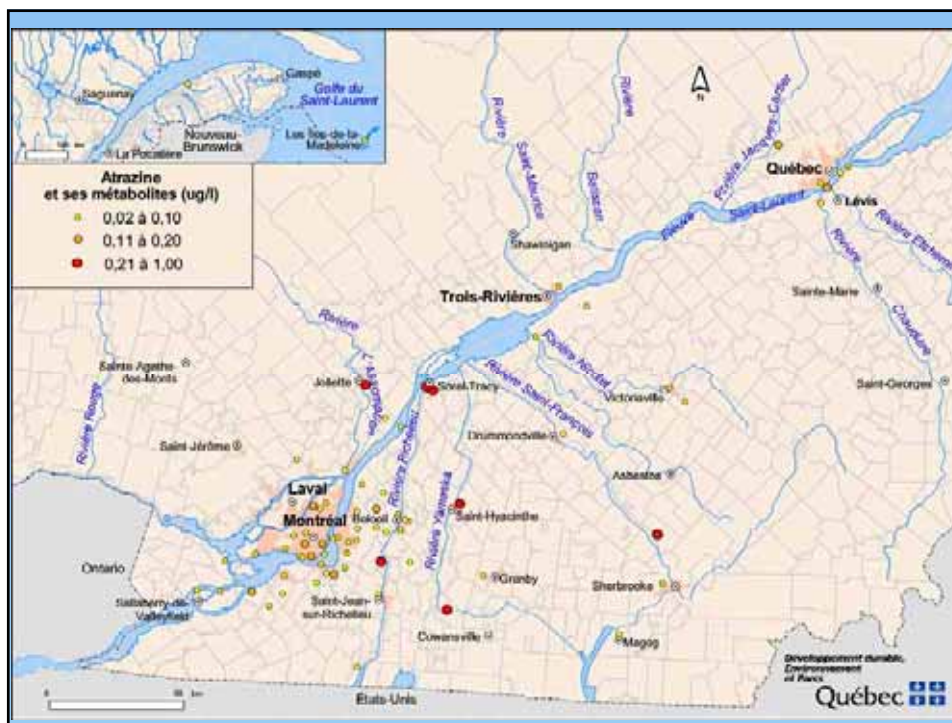 Saguenay
Gaspé
Golfe du
Saint-Laurent
Nouveau-
Brunswick
Les Îles-de-la-
Madeleine
La Pocatière
0
Atrazine
et ses métabolites (ug/l)
0,02 à 0,10
0,11 à 0,20
0,21 à 1,00
N
Rivière
Saint-Maurice
Rivière
Batiscan
Rivière Jacques-Cartier
Québec
Lévis
Fleuve
Saint-Laurent
Rivière Etchemin
Shawinigan
Trois-Rivières
Sainte-Marie
Rivière
Chaudière
Saint-Georges
Rivière
L'Assomption
Sainte-Agathe-
des-Monts
Joliette
Sorel-Tracy
Rivière Nicolet
Victoriaville
Rivière Saint-François
Rivière Rouge
Saint-Jérôme
Drummondville
Asbestos
Rivière Richelieu
Rivière Yamaska
Laval
Montréal
Beloeil
Saint-Hyacinthe
Ontario
Salaberry-de-
Valleyfield
Saint-Jean-
sur-Richelieu
Granby
Sherbrooke
Cowansville
Magog
0
km
États-Unis
Développement durable,
Environnement
et Parcs
Québec